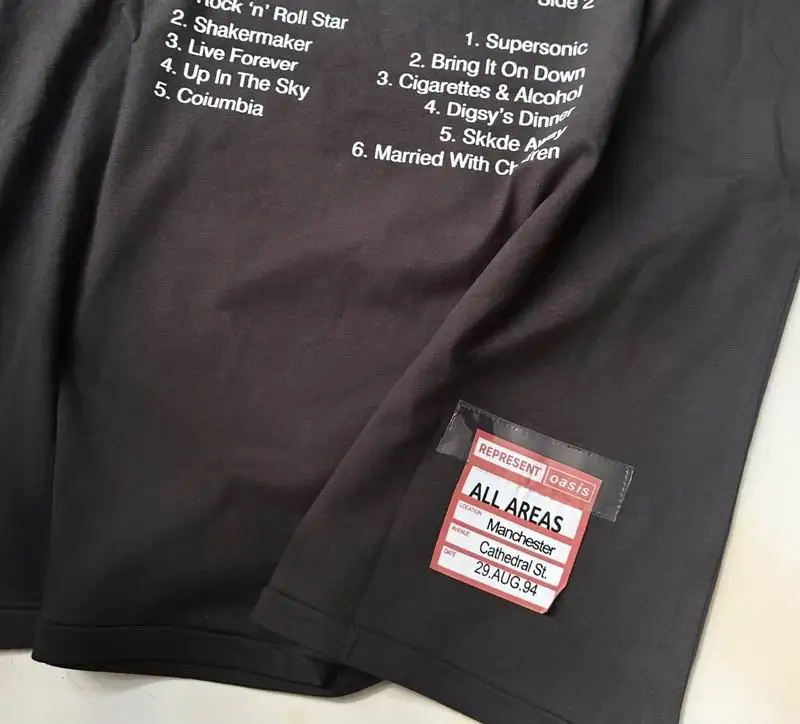 Rock 'n' Roll Star
2. Shakermaker
3. Live Forever
4. Up In The Sky
5. Coiumbia
Side 2
1. Supersonic
2. Bring It On Down
3. Cigarettes & Alcohol
4. Digsy's Dinner
5. Skkde Away
6. Married With Children
REPRESENT oasis
ALL AREAS
LOCATION
Manchester
AVENUE
Cathedral St.
DATE
29.AUG.94